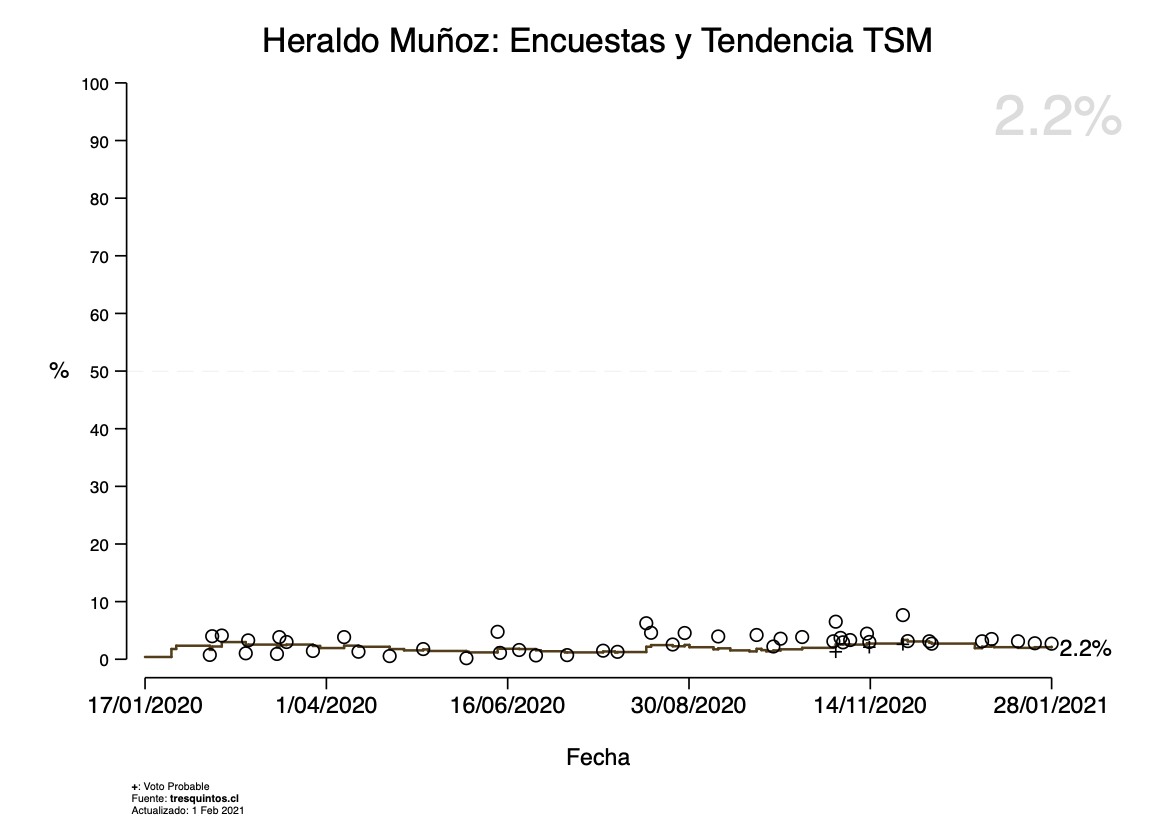 Heraldo Muñoz: Encuestas y Tendencia TSM
2.2%
100
90
80
70
60
% 50
40
30
20
10
0
2.2%
17/01/2020 1/04/2020 16/06/2020 30/08/2020 14/11/2020 28/01/2021
Fecha
+: Voto Probable
Fuente: tresquintos.cl
Actualizado: 1 Feb 2021